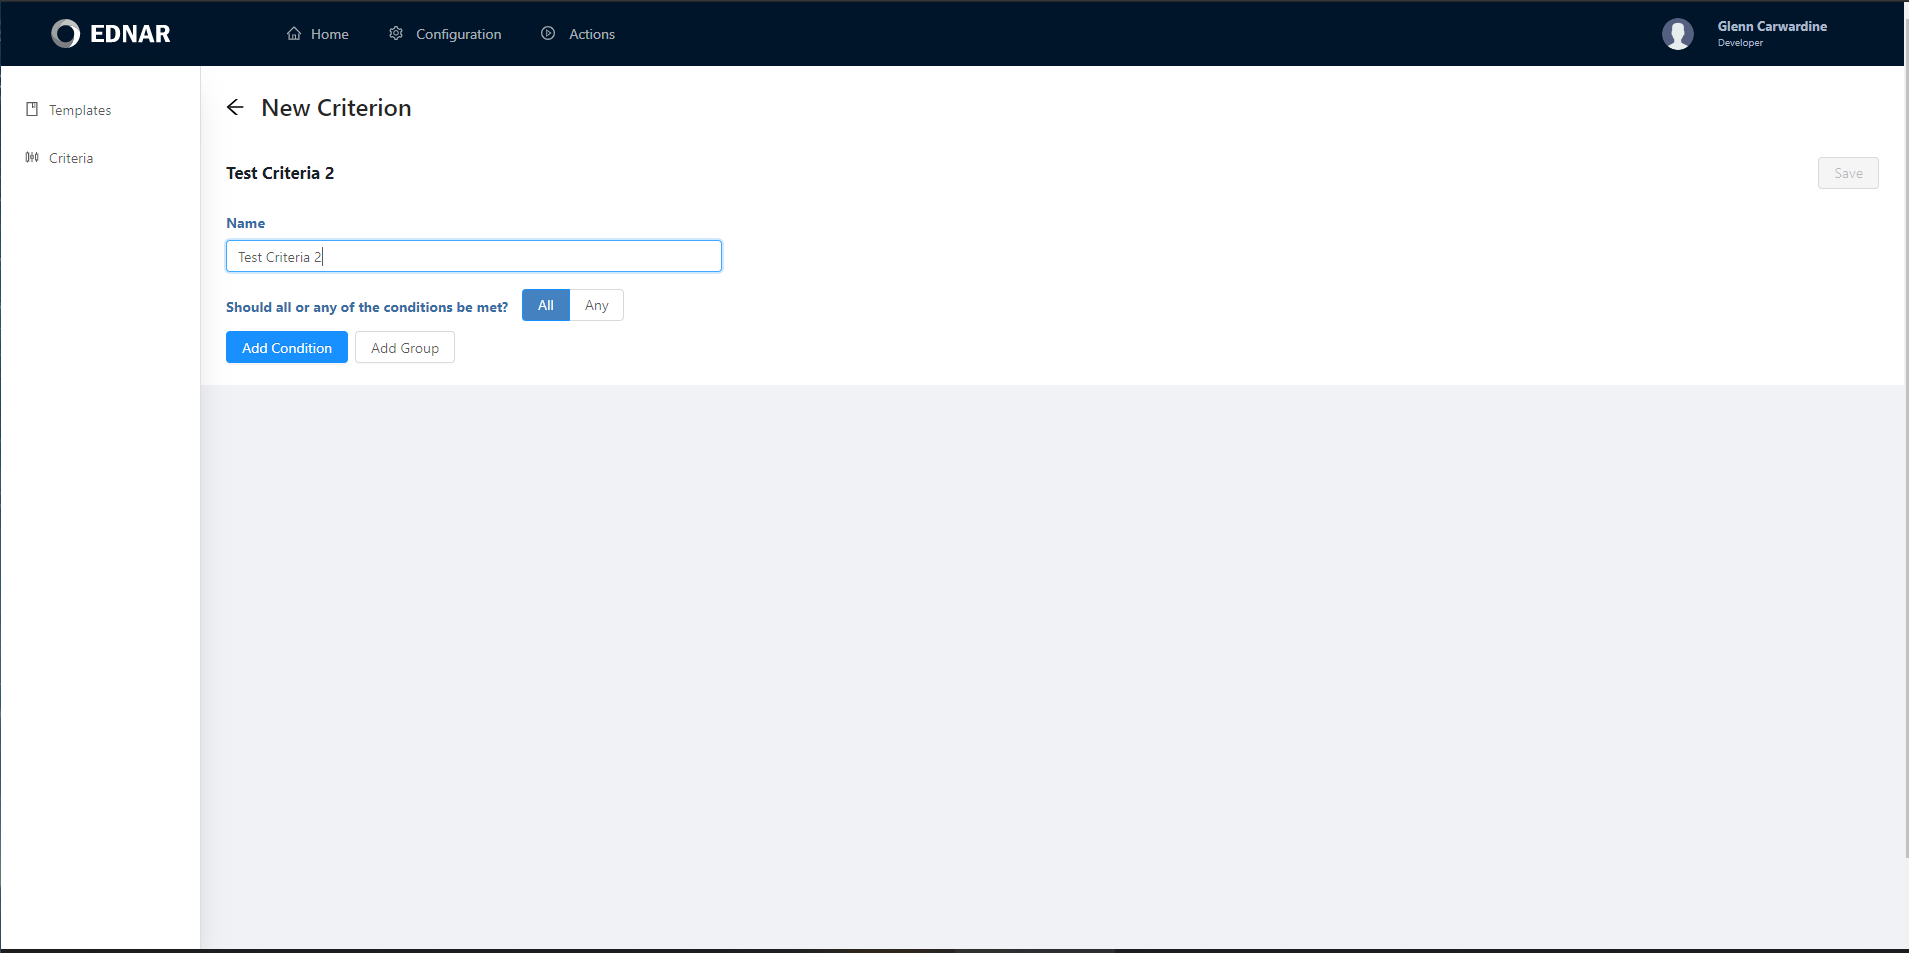 EDNAR
Home
Configuration
Actions
Glenn Carwardine
Developer
Templates
Criteria
New Criterion
Test Criteria 2
Save
Name
Test Criteria 2
Should all or any of the conditions be met?
All
Any
Add Condition
Add Group